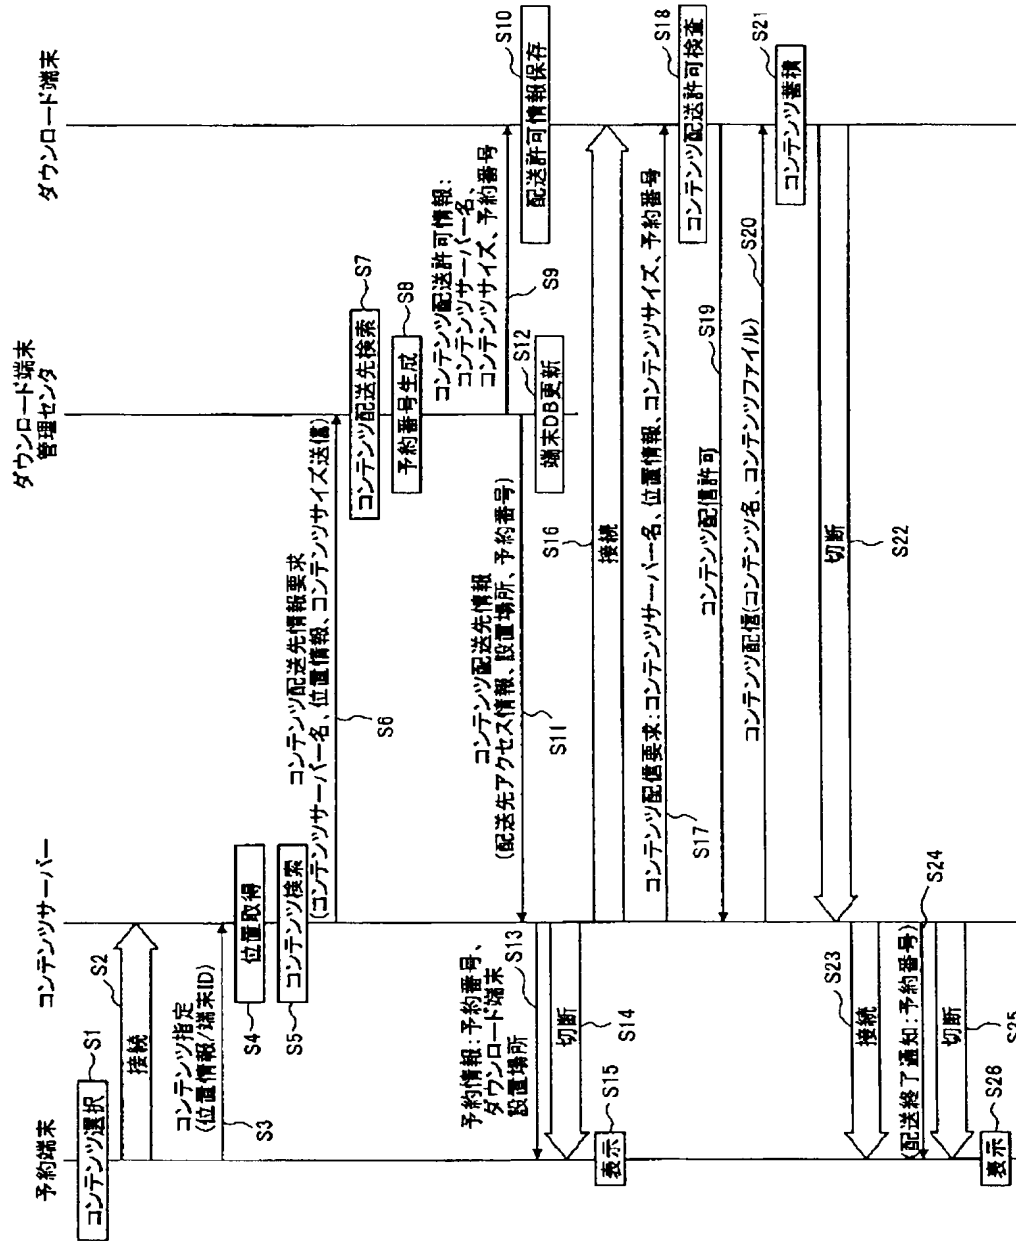 予約端末
コンテンツサーバー
ダウンロード端末
管理センタ
ダウンロード端末
コンテンツ選択
S1
接続
S2
コンテンツ指定
(位置情報/端末ID)
S3
位置取得
S4
コンテンツ検索
S5
コンテンツ配送先情報要求
(コンテンツサーバー名、位置情報、コンテンツサイズ送信)
S6
コンテンツ配送先検索
S7
予約番号生成
S8
コンテンツ配送許可情報:
コンテンツサーバー名、
コンテンツサイズ、予約番号
S9
配送許可情報保存
S10
コンテンツ配送先情報
(配送先アクセス情報、設置場所、予約番号)
S11
端末DB更新
S12
予約情報:予約番号、
ダウンロード端末
設置場所
S13
切断
S14
表示
S15
接続
S16
コンテンツ配信要求:コンテンツサーバー名、位置情報、コンテンツサイズ、予約番号
S17
コンテンツ配送許可検査
S18
コンテンツ配信許可
S19
コンテンツ配信(コンテンツ名、コンテンツファイル)
S20
コンテンツ蓄積
S21
切断
S22
接続
S23
(配送終了通知:予約番号)
S24
切断
S25
表示
S26